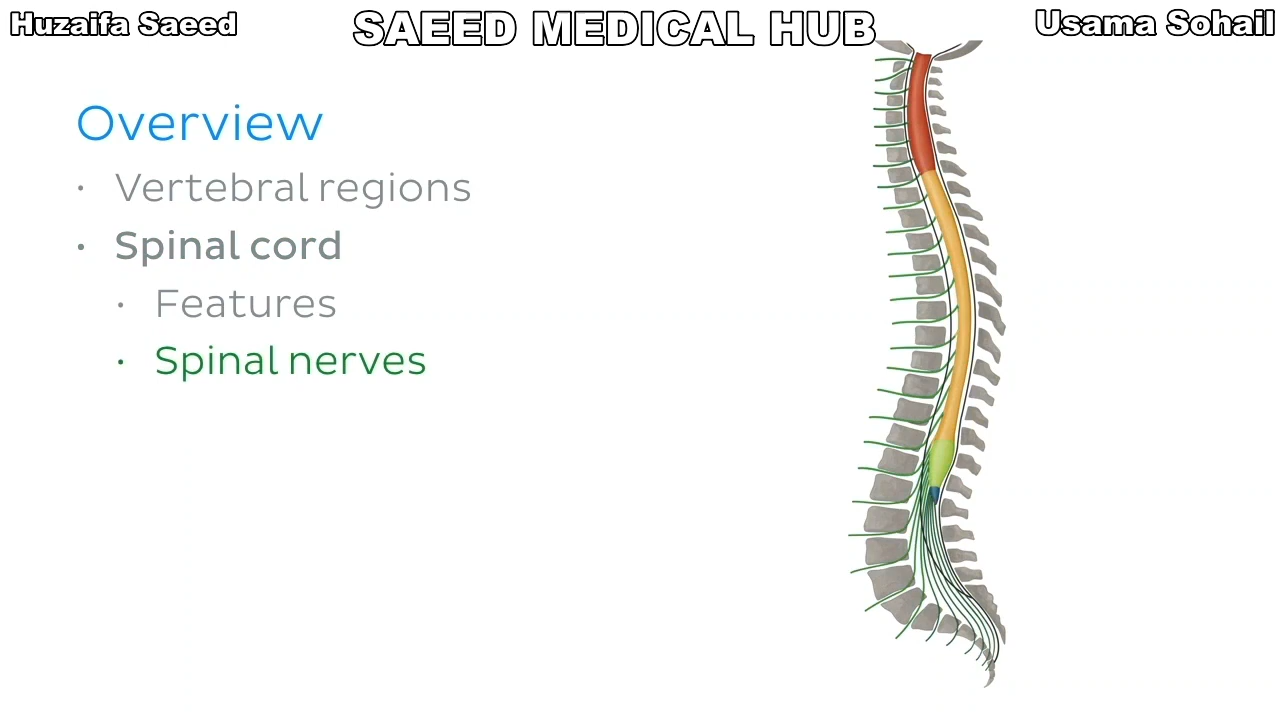 Huzaifa Saeed
SAEED MEDICAL HUB
Usama Sohail
Overview
· Vertebral regions
· Spinal cord
· Features
· Spinal nerves